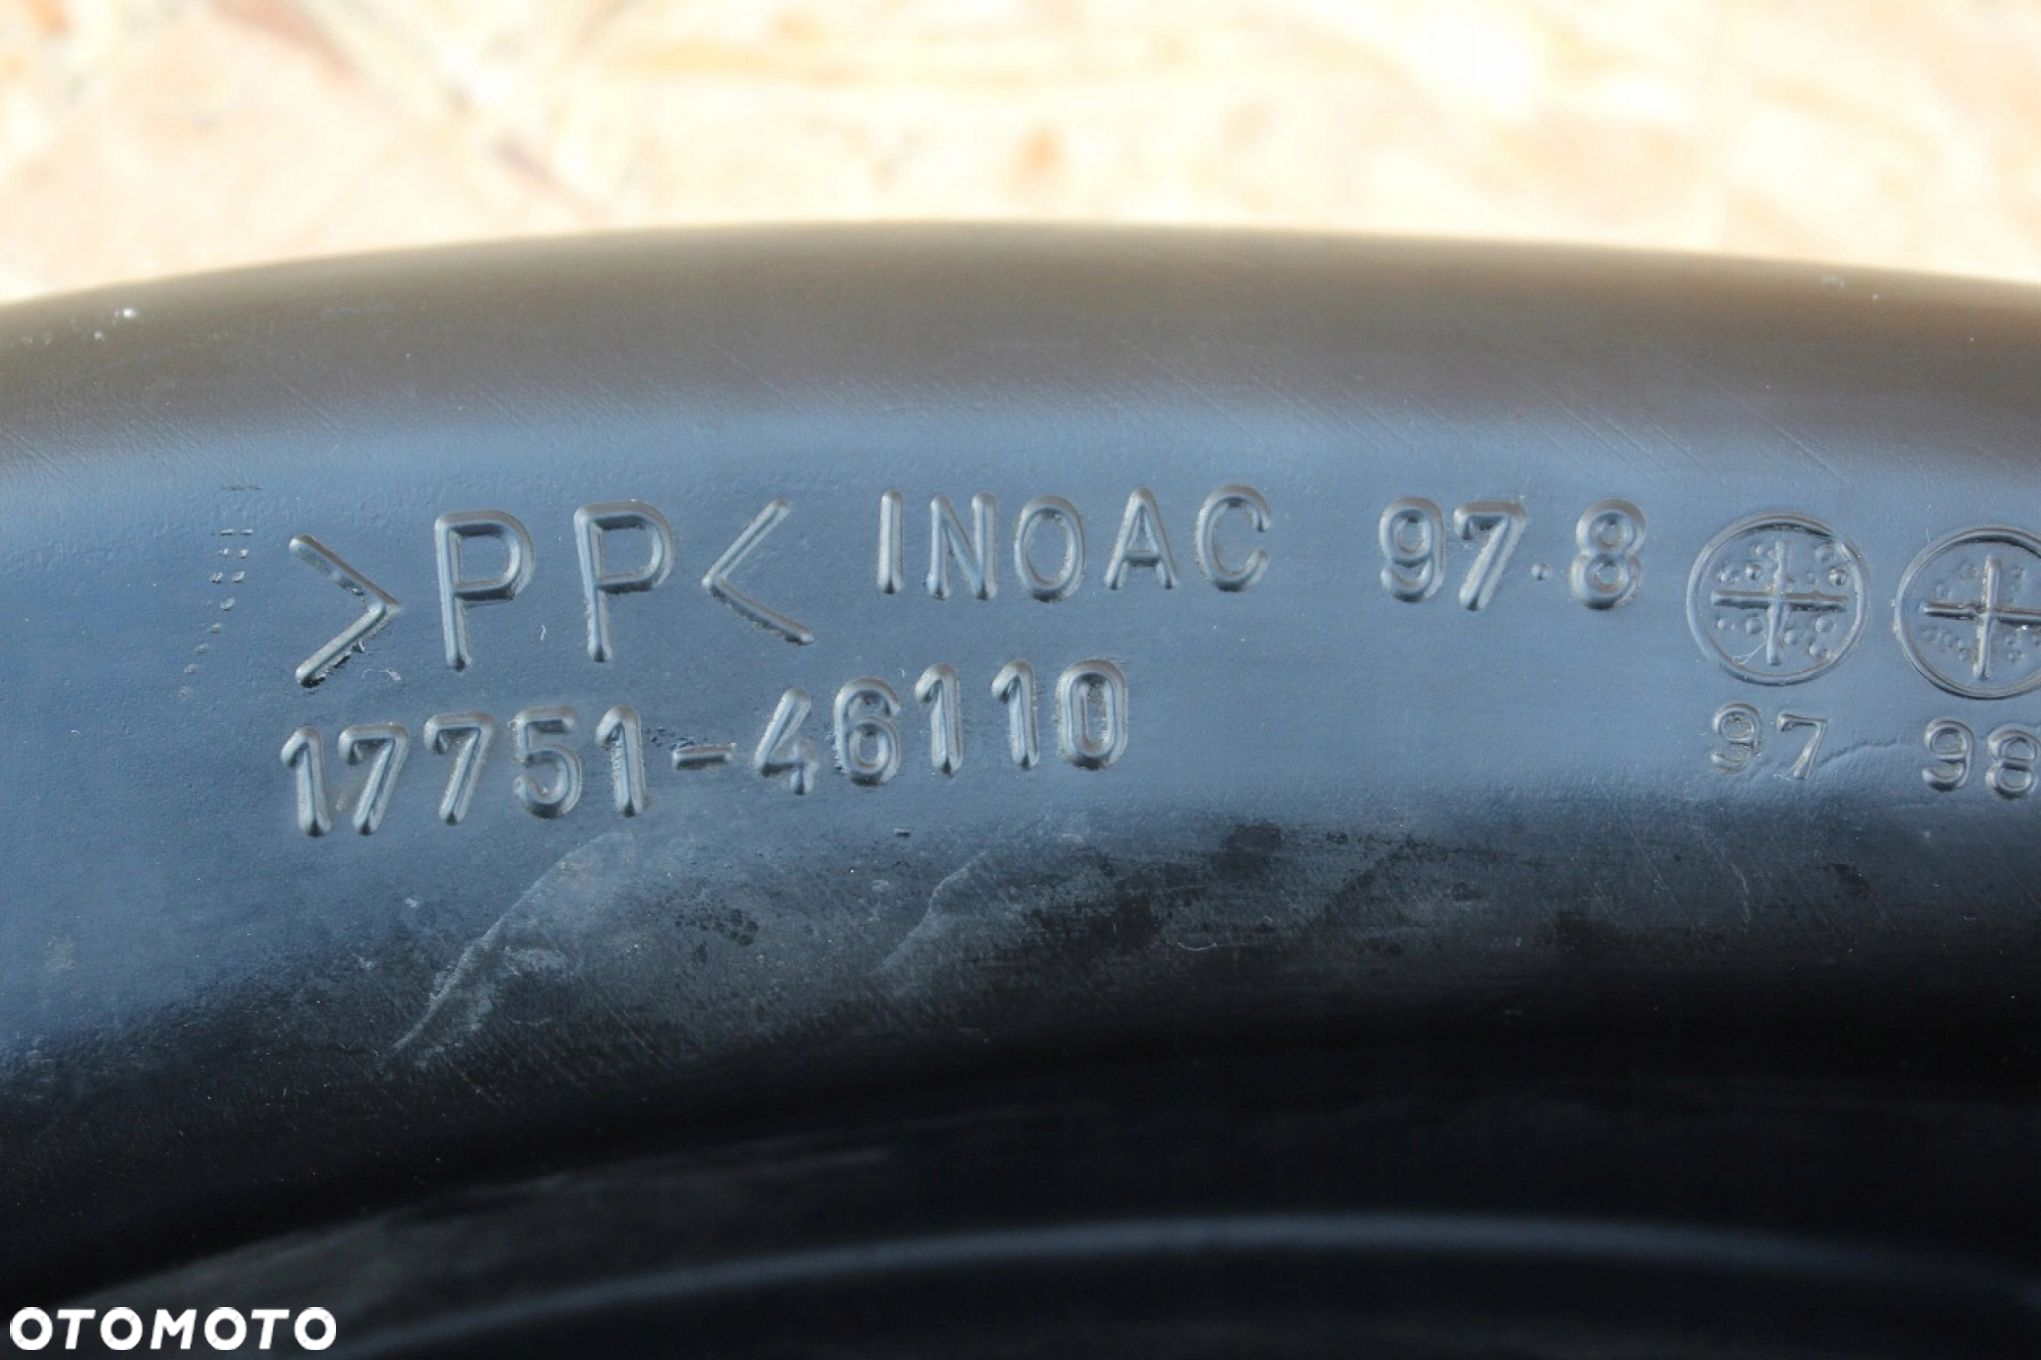 >PP< INOAC 97.8
17751-46110
97 98
OTOMOTO